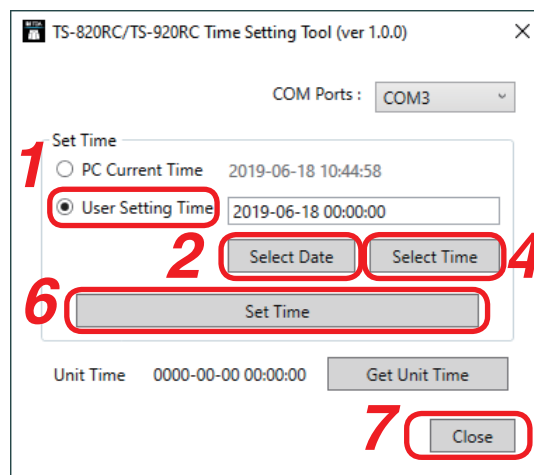 TS-820RC/TS-920RC Time Setting Tool (ver 1.0.0)
COM Ports : COM3
Set Time
1
PC Current Time 2019-06-18 10:44:58
User Setting Time 2019-06-18 00:00:00
2 Select Date Select Time 4
6 Set Time
Unit Time 0000-00-00 00:00:00 Get Unit Time
7 Close